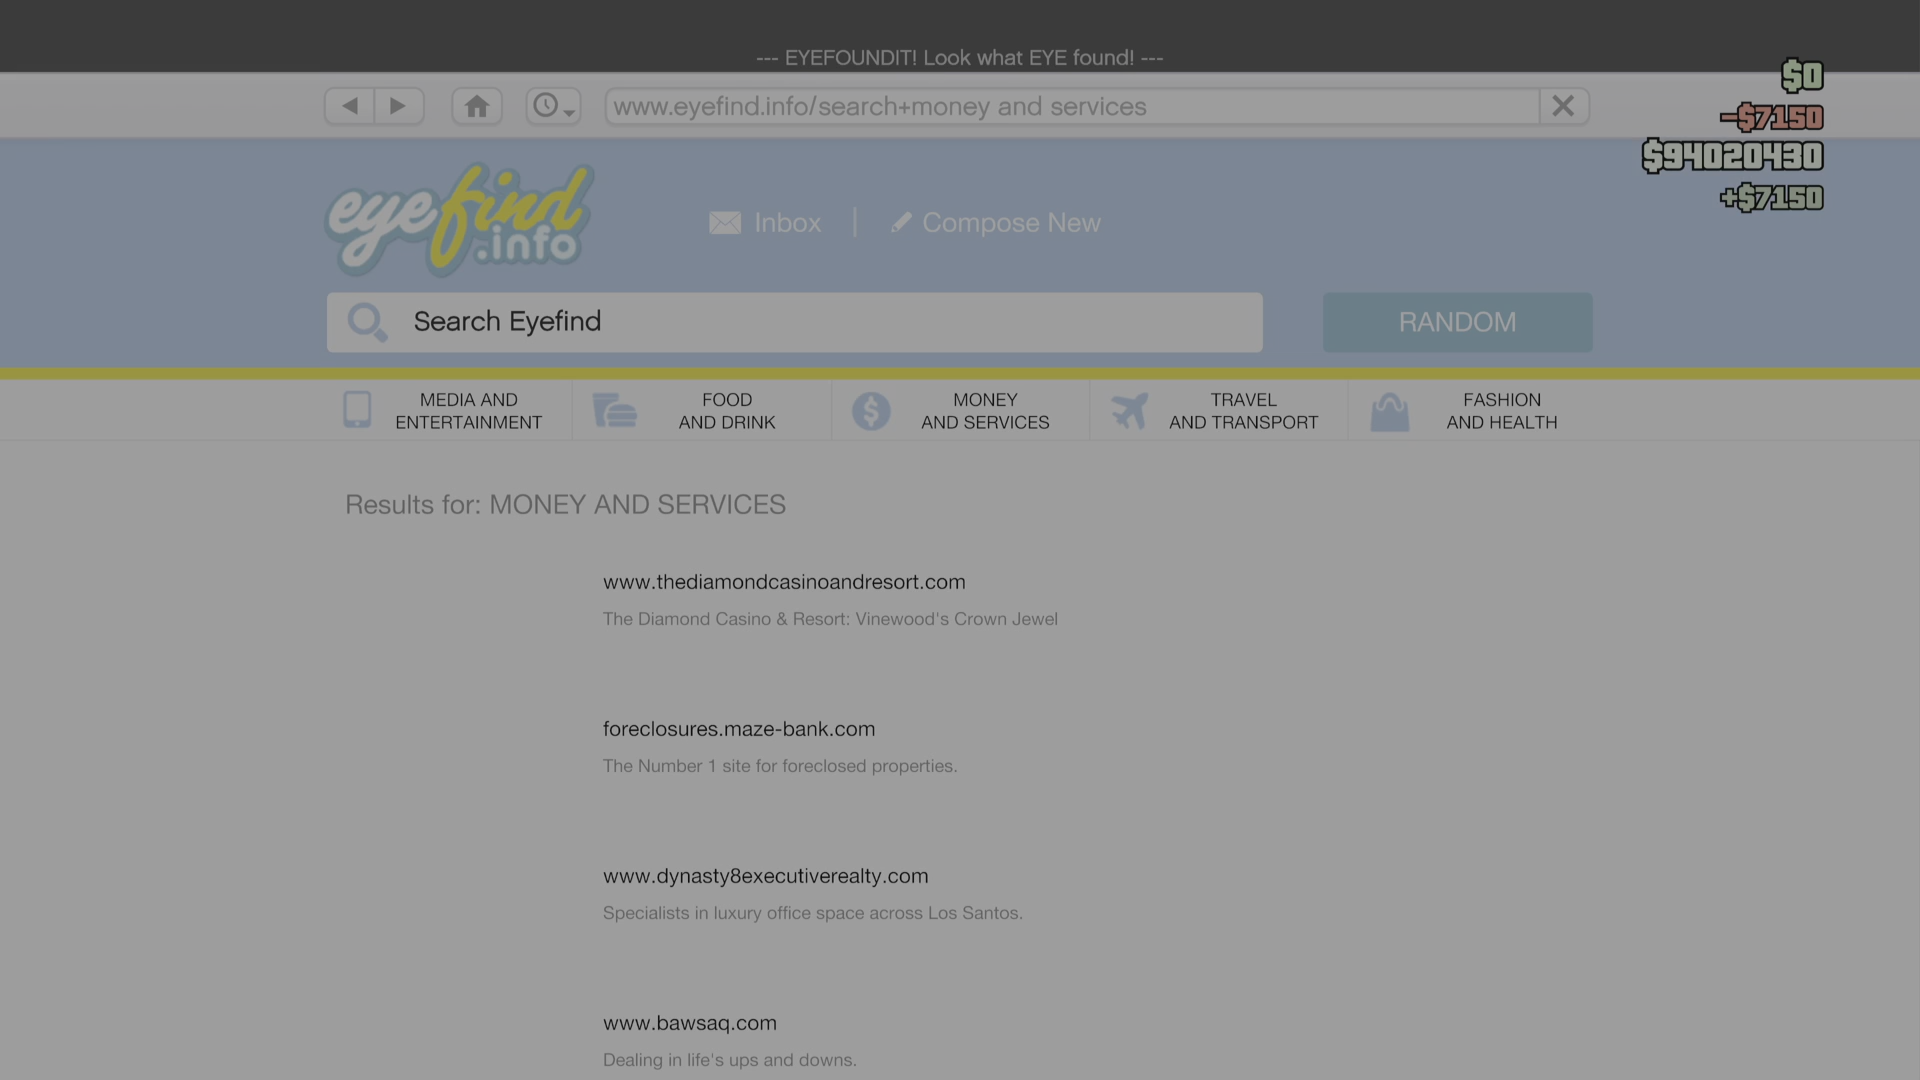 --- EYEFOUNDIT! Look what EYE found! ---
$0
www.eyefind.info/search+money and services
-$7150
$94020430
+$7150
eyefind
.info
Inbox | Compose New
Search Eyefind
RANDOM
MEDIA AND
ENTERTAINMENT
FOOD
AND DRINK
MONEY
AND SERVICES
TRAVEL
AND TRANSPORT
FASHION
AND HEALTH
Results for: MONEY AND SERVICES
www.thediamondcasinoandresort.com
The Diamond Casino & Resort: Vinewood's Crown Jewel
foreclosures.maze-bank.com
The Number 1 site for foreclosed properties.
www.dynasty8executiverealty.com
Specialists in luxury office space across Los Santos.
www.bawsaq.com
Dealing in life's ups and downs.